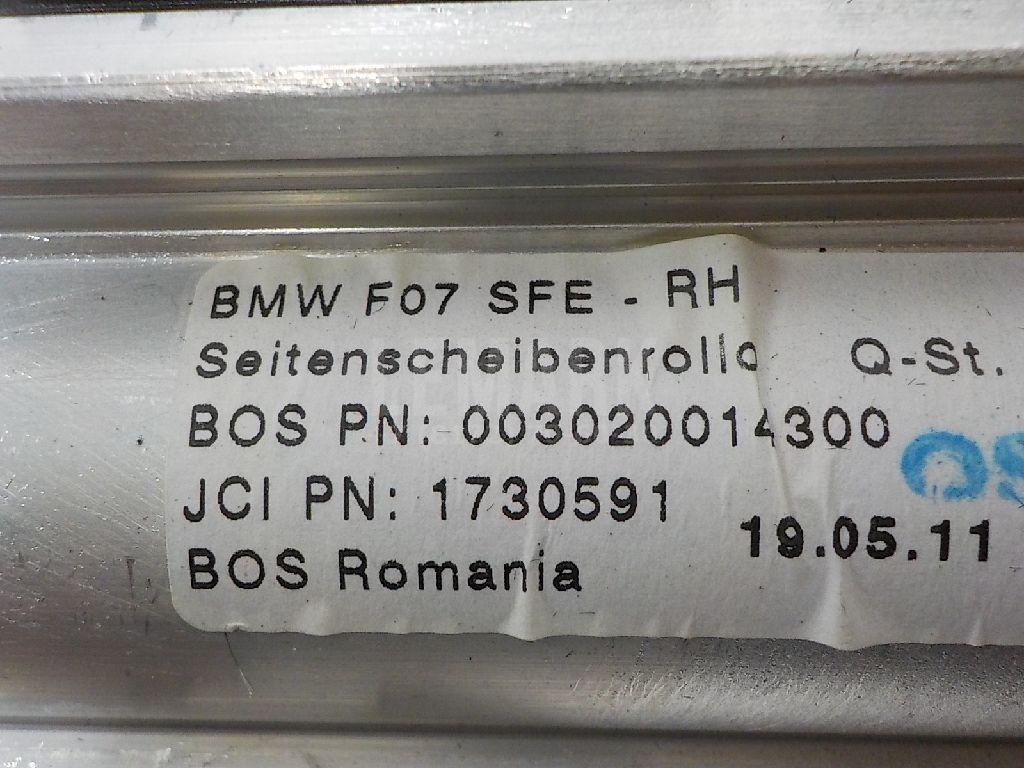 BMW F07 SFE - RH
Seitenscheibenrollo Q-St.
BOS PN: 003020014300
JCI PN: 1730591
19.05.11
BOS Romania